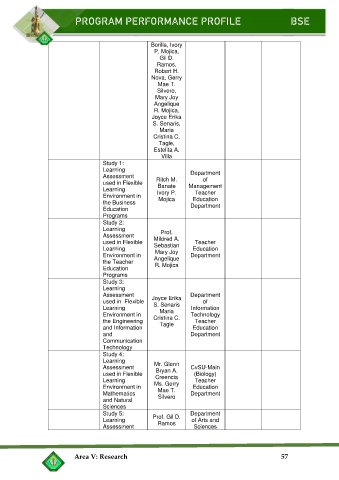 PROGRAM PERFORMANCE PROFILE BSE
Borilla, Ivory
P. Mojica,
Gil D.
Ramos,
Robert H.
Nova, Gerry
Mae T.
Silvero,
Mary Joy
Angelique
R. Mojica,
Joyce Erika
S. Senaris,
Maria
Cristina C.
Tagle,
Estelita A.
Villa
Study 1:
Learning
Assessment
used in Flexible
Learning
Environment in
the Business
Education
Programs
Ritch M.
Banate
Ivory P.
Mojica
Department
of
Management
Teacher
Education
Department
Study 2:
Learning
Assessment
used in Flexible
Learning
Environment in
the Teacher
Education
Programs
Prof.
Mildred A.
Sebastian
Mary Joy
Angelique
R. Mojica
Teacher
Education
Department
Study 3:
Learning
Assessment
used in Flexible
Learning
Environment in
the Engineering
and Information
and
Communication
Technology
Joyce Erika
S. Senaris
Maria
Cristina C.
Tagle
Department
of
Information
Technology
Teacher
Education
Department
Study 4:
Learning
Assessment
used in Flexible
Learning
Environment in
Mathematics
and Natural
Sciences
Mr. Glenn
Bryan A.
Creencia
Ms. Gerry
Mae T.
Silvero
CvSU-Main
(Biology)
Teacher
Education
Department
Study 5:
Learning
Assessment
Prof. Gil D.
Ramos
Department
of Arts and
Sciences
Area V: Research 57